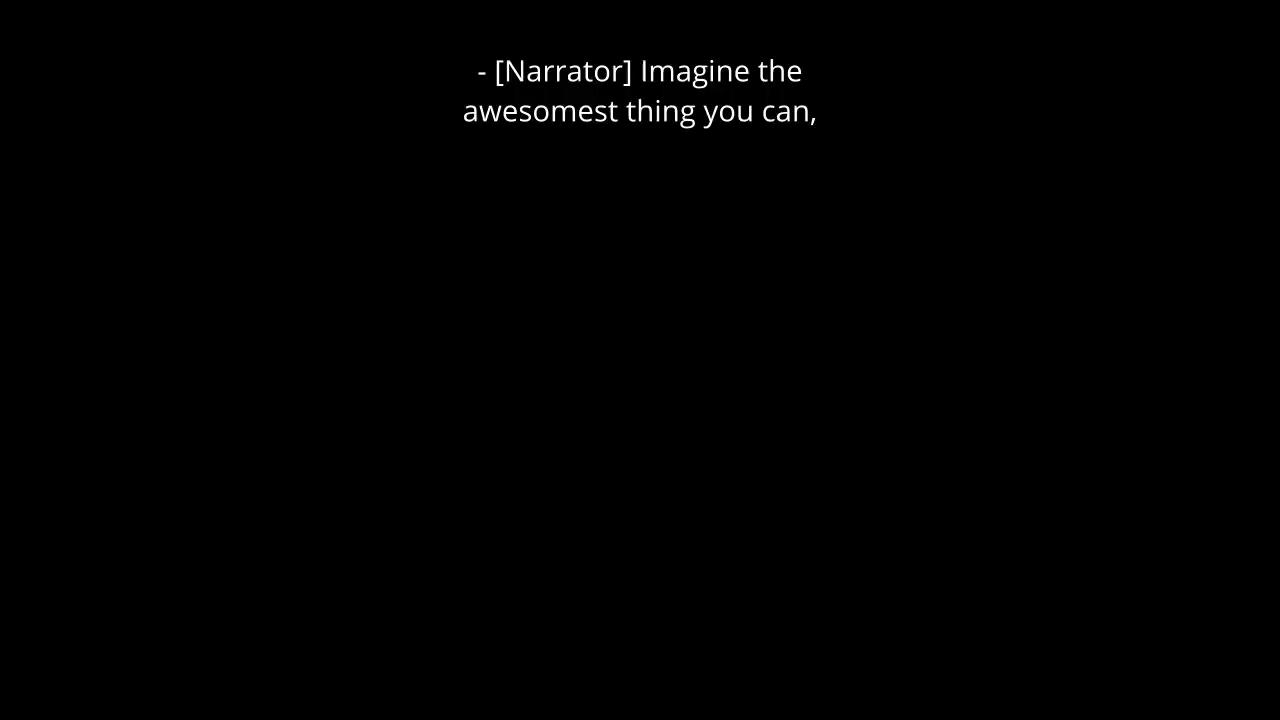 - [Narrator] Imagine the
awesomest thing you can,